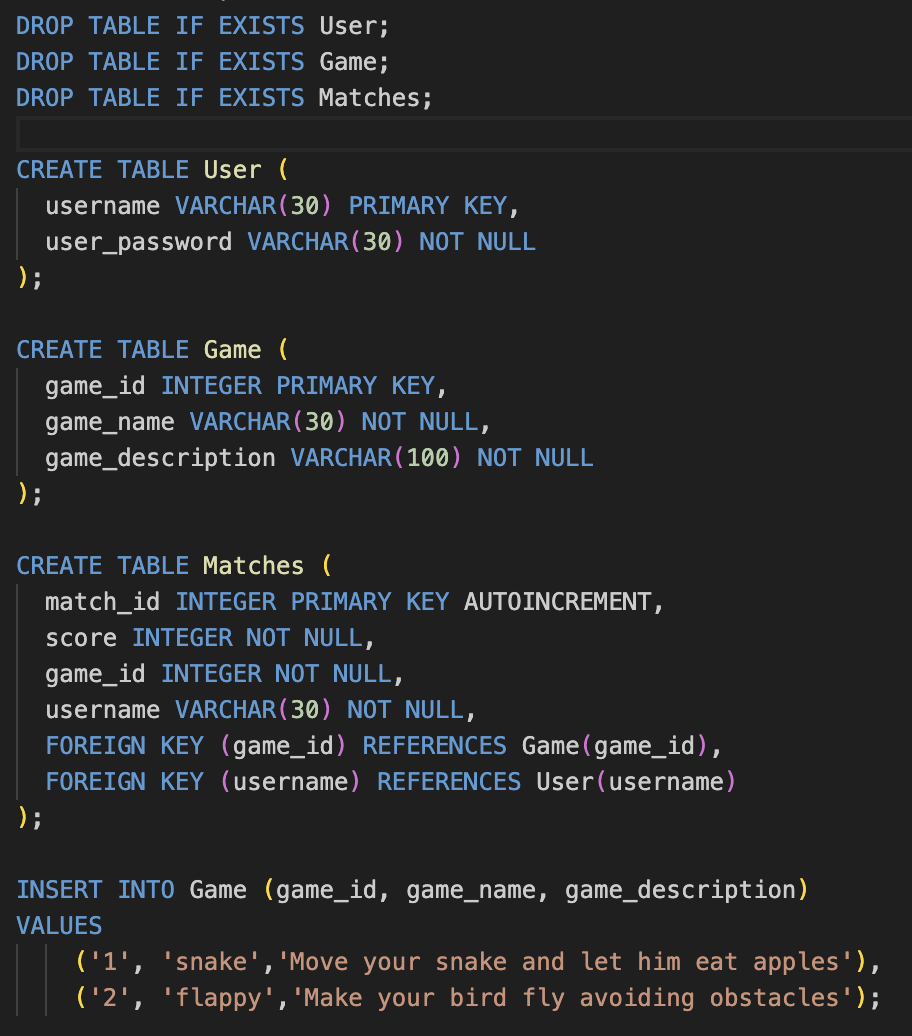 DROP TABLE IF EXISTS User;
DROP TABLE IF EXISTS Game;
DROP TABLE IF EXISTS Matches;
CREATE TABLE User (
username VARCHAR(30) PRIMARY KEY,
user_password VARCHAR(30) NOT NULL
);
CREATE TABLE Game (
game_id INTEGER PRIMARY KEY,
game_name VARCHAR(30) NOT NULL,
game_description VARCHAR(100) NOT NULL
);
CREATE TABLE Matches (
match_id INTEGER PRIMARY KEY AUTOINCREMENT,
score INTEGER NOT NULL,
game_id INTEGER NOT NULL,
username VARCHAR(30) NOT NULL,
FOREIGN KEY (game_id) REFERENCES Game(game_id),
FOREIGN KEY (username) REFERENCES User(username)
);
INSERT INTO Game (game_id, game_name, game_description)
VALUES
('1', 'snake','Move your snake and let him eat apples'),
('2', 'flappy','Make your bird fly avoiding obstacles');